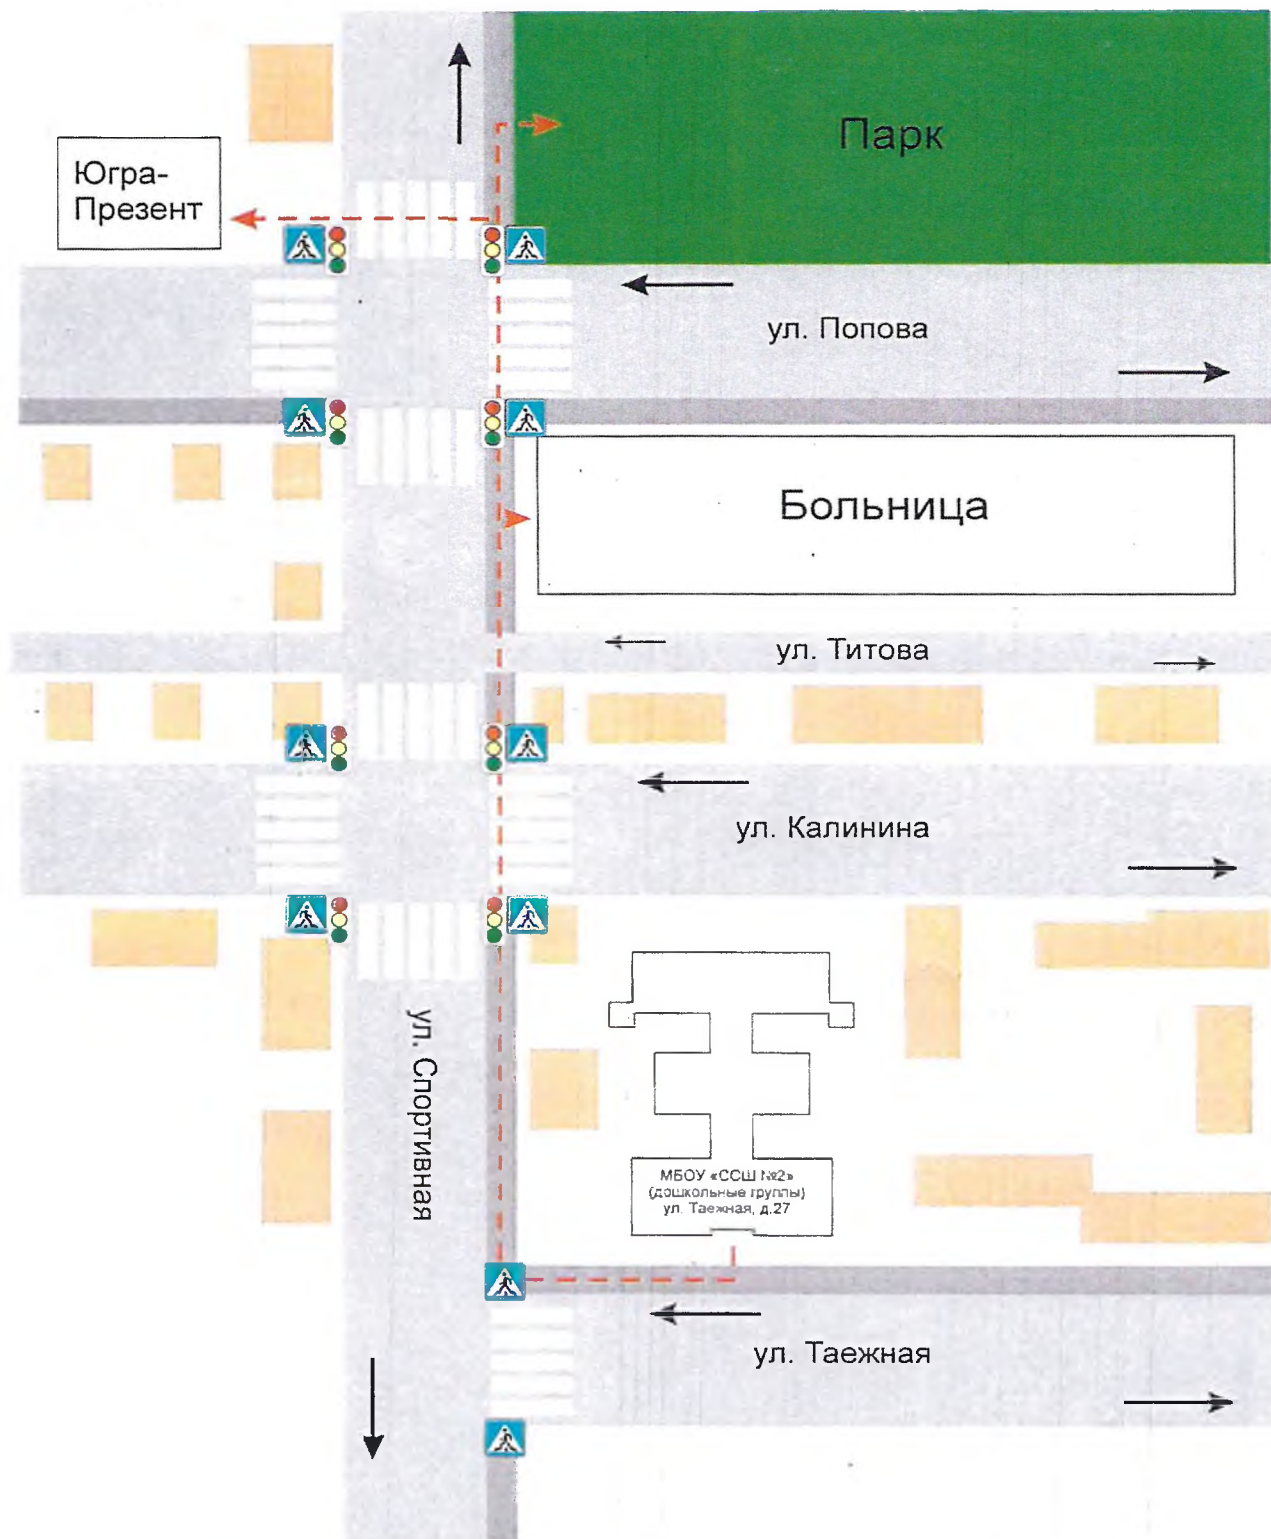 Парк
Югра-
Презент
ул. Попова
Больница
ул. Титова
ул. Калинина
ул. Спортивная
МБОУ «ССШ №2»
(дошкольные группы)
ул. Таежная, д.27
ул. Таежная